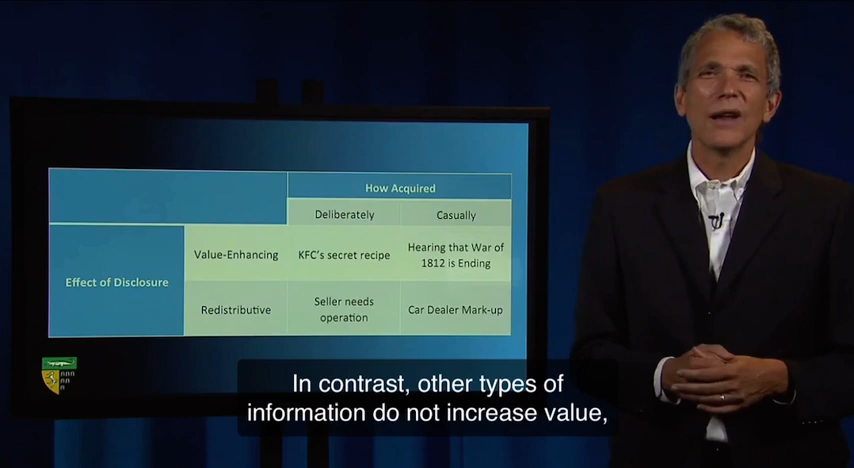 How Acquired
Deliberately
Casually
Effect of Disclosure
Value-Enhancing
KFC's secret recipe
Hearing that War of
1812 is Ending
Redistributive
Seller needs
operation
Car Dealer Mark-up
In contrast, other types of
information do not increase value,